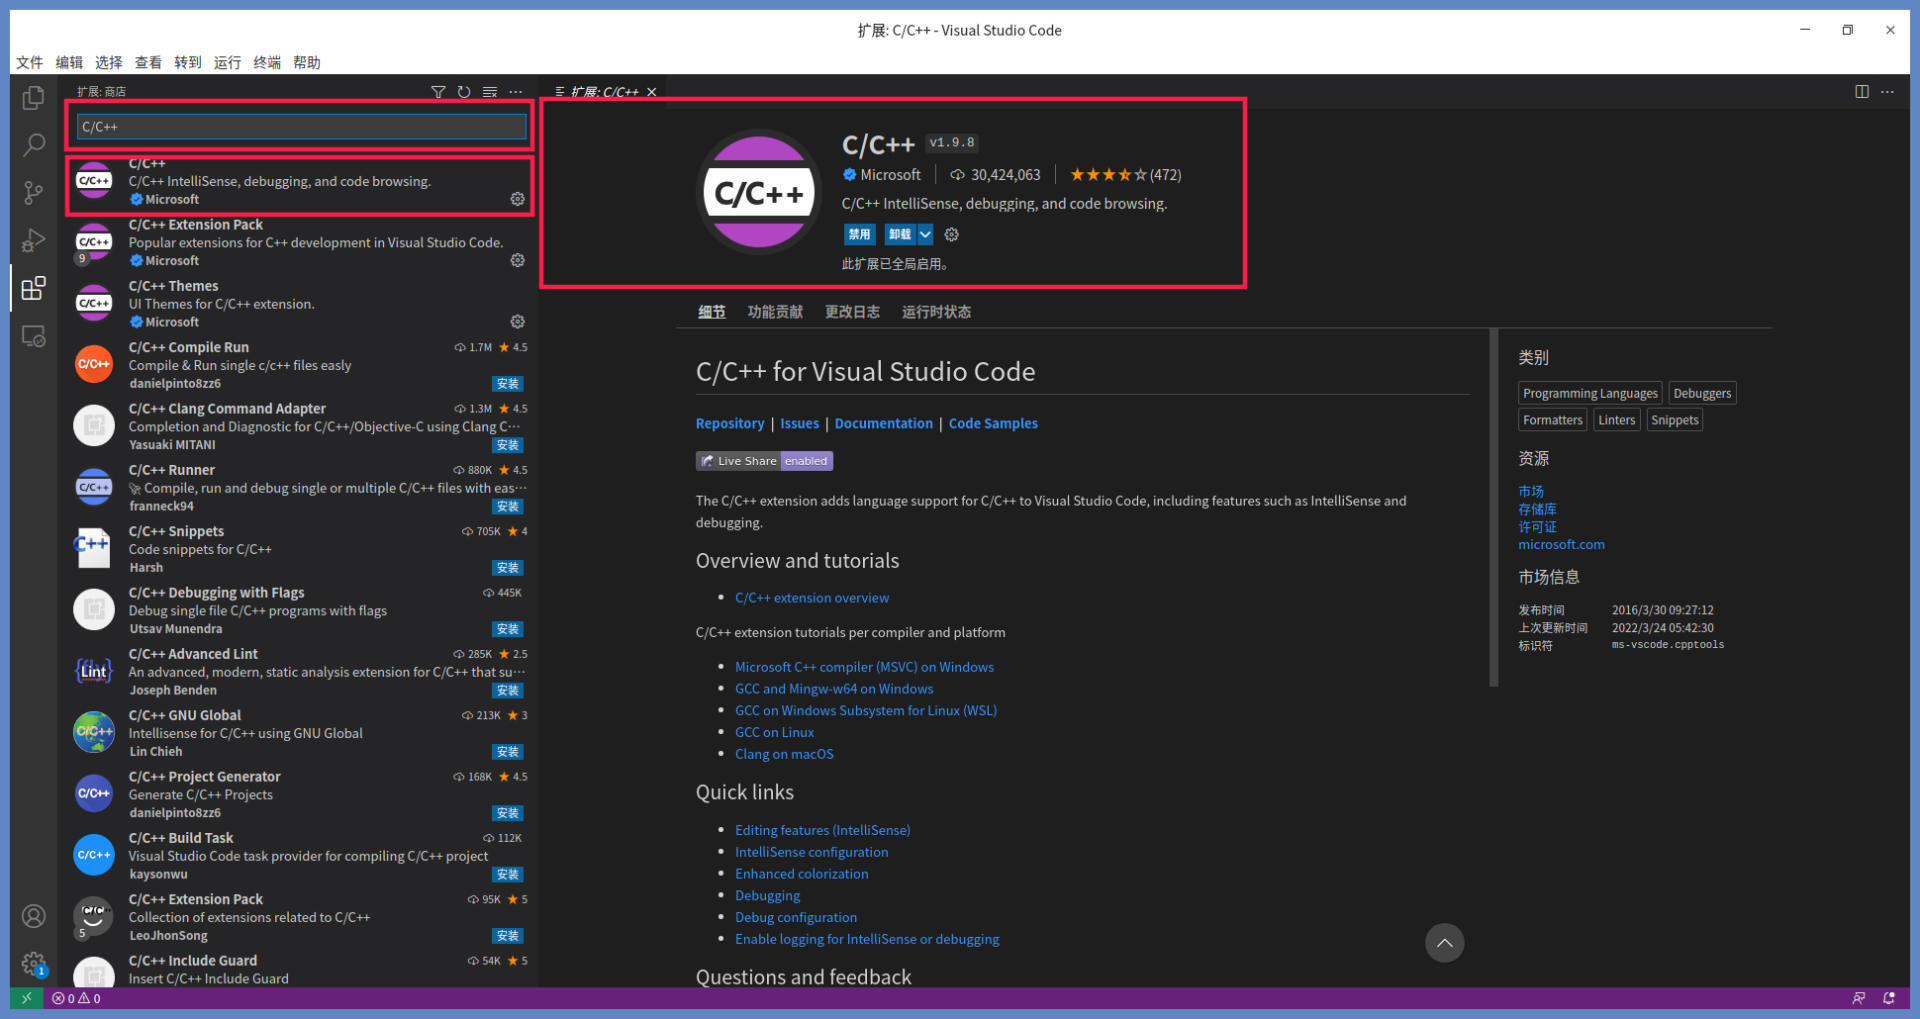 扩展: C/C++ - Visual Studio Code
文件 编辑 选择 查看 转到 运行 终端 帮助
扩展: 商店
C/C++
C/C++
C/C++
C/C++ IntelliSense, debugging, and code browsing.
Microsoft
C/C++
C/C++ Extension Pack
Popular extensions for C++ development in Visual Studio Code.
9
Microsoft
C/C++
C/C++ Themes
UI Themes for C/C++ extension.
Microsoft
C/C++
C/C++ Compile Run 1.7M ★ 4.5
Compile & Run single c/c++ files easly
danielpinto8zz6 安装
C/C++ Clang Command Adapter 1.3M ★ 4.5
Completion and Diagnostic for C/C++/Objective-C using Clang C···
Yasuaki MITANI 安装
C/C++
C/C++ Runner 880K ★ 4.5
🚀 Compile, run and debug single or multiple C/C++ files with eas···
franneck94 安装
C++
C/C++ Snippets 705K ★ 4
Code snippets for C/C++
Harsh 安装
C/C++ Debugging with Flags 445K
Debug single file C/C++ programs with flags
Utsav Munendra 安装
{flexe}
Lint
C/C++ Advanced Lint 285K ★ 2.5
An advanced, modern, static analysis extension for C/C++ that su···
Joseph Benden 安装
C/C++
C/C++ GNU Global 213K ★ 3
Intellisense for C/C++ using GNU Global
Lin Chieh 安装
C/C++
C/C++ Project Generator 168K ★ 4.5
Generate C/C++ Projects
danielpinto8zz6 安装
C/C++
C/C++ Build Task 112K
Visual Studio Code task provider for compiling C/C++ project
kaysonwu 安装
C/C++ Extension Pack 95K ★ 5
Collection of extensions related to C/C++
5
LeoJhonSong 安装
C/C++ Include Guard 54K ★ 5
Insert C/C++ Include Guard
扩展: C/C++
C/C++
C/C++ v1.9.8
Microsoft | 30,424,063 | ★★★★☆(472)
C/C++ IntelliSense, debugging, and code browsing.
禁用 卸载
此扩展已全局启用。
细节 功能贡献 更改日志 运行时状态
C/C++ for Visual Studio Code
Repository | Issues | Documentation | Code Samples
Live Share enabled
The C/C++ extension adds language support for C/C++ to Visual Studio Code, including features such as IntelliSense and
debugging.
Overview and tutorials
• C/C++ extension overview
C/C++ extension tutorials per compiler and platform
• Microsoft C++ compiler (MSVC) on Windows
• GCC and Mingw-w64 on Windows
• GCC on Windows Subsystem for Linux (WSL)
• GCC on Linux
• Clang on macOS
Quick links
• Editing features (IntelliSense)
• IntelliSense configuration
• Enhanced colorization
• Debugging
• Debug configuration
• Enable logging for IntelliSense or debugging
Questions and feedback
类别
Programming Languages Debuggers
Formatters Linters Snippets
资源
市场
存储库
许可证
microsoft.com
市场信息
发布时间 2016/3/30 09:27:12
上次更新时间 2022/3/24 05:42:30
标识符 ms-vscode.cpptools
1
0 0